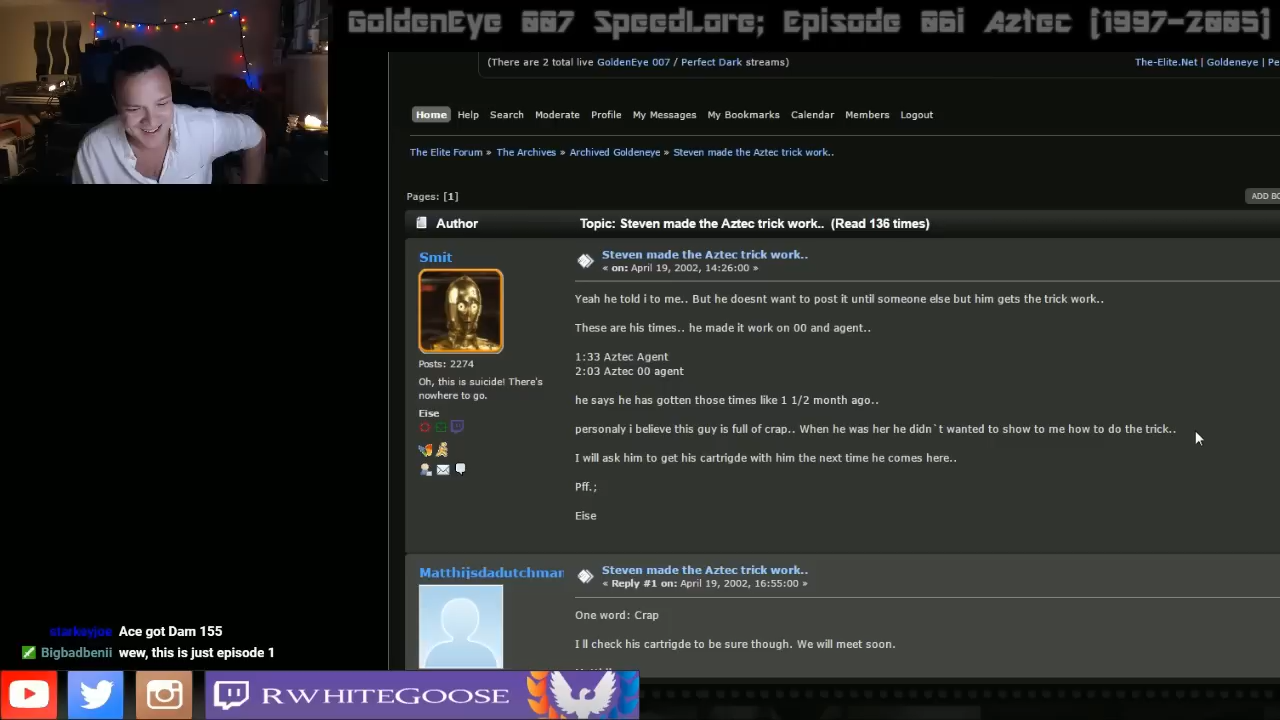 GoldenEye 007 SpeedLore; Episode 06i Aztec [1997-2005]
(There are 2 total live GoldenEye 007 / Perfect Dark streams)
The-Elite.Net | Goldeneye | Pe
Home Help Search Moderate Profile My Messages My Bookmarks Calendar Members Logout
The Elite Forum » The Archives » Archived Goldeneye » Steven made the Aztec trick work..
Pages: [1]
ADD BO
Author
Topic: Steven made the Aztec trick work.. (Read 136 times)
Smit
Posts: 2274
Oh, this is suicide! There's
nowhere to go.
Eise
Steven made the Aztec trick work..
« on: April 19, 2002, 14:26:00 »
Yeah he told i to me.. But he doesnt want to post it until someone else but him gets the trick work..
These are his times.. he made it work on 00 and agent..
1:33 Aztec Agent
2:03 Aztec 00 agent
he says he has gotten those times like 1 1/2 month ago..
personaly i believe this guy is full of crap.. When he was her he didn`t wanted to show to me how to do the trick..
I will ask him to get his cartrigde with him the next time he comes here..
Pff.;
Eise
Matthijsdadutchman
Steven made the Aztec trick work..
« Reply #1 on: April 19, 2002, 16:55:00 »
One word: Crap
I ll check his cartrigde to be sure though. We will meet soon.
starkeyjoe Ace got Dam 155
Bigbadbenii wew, this is just episode 1
RWHITEGOOSE